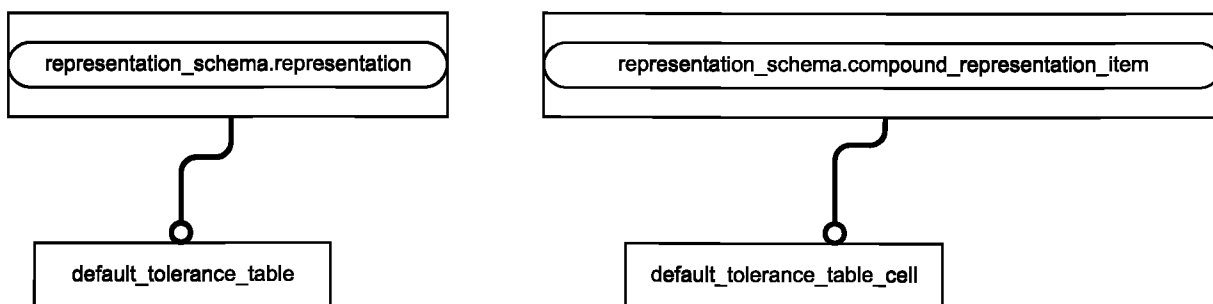 representation_schema.representation
representation_schema.compound_representation_item
default_tolerance_table
default_tolerance_table_cell